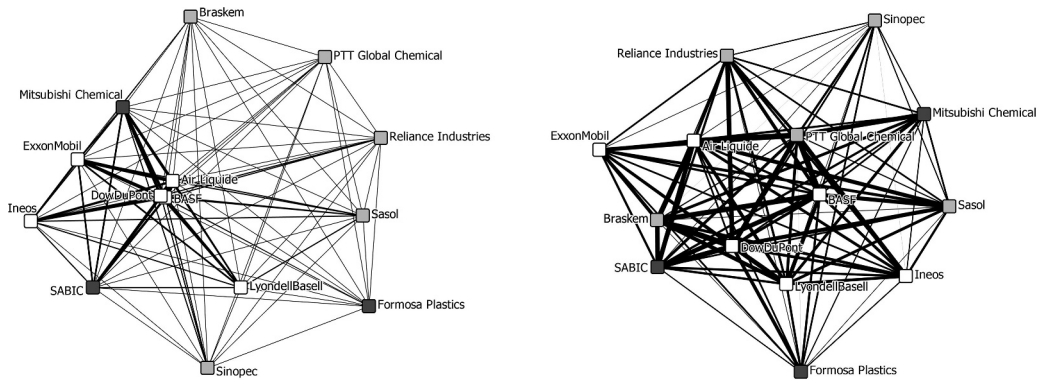 Braskem
PTT Global Chemical
Mitsubishi Chemical
Reliance Industries
ExxonMobil
Air Liquide
DowDuPont
BASF
Ineos
Sasol
SABIC
LyondellBasell
Formosa Plastics
Sinopec
Sinopec
Reliance Industries
Mitsubishi Chemical
ExxonMobil
PTT Global Chemical
Air Liquide
BASF
Sasol
Braskem
DowDuPont
SABIC
Ineos
LyondellBasell
Formosa Plastics